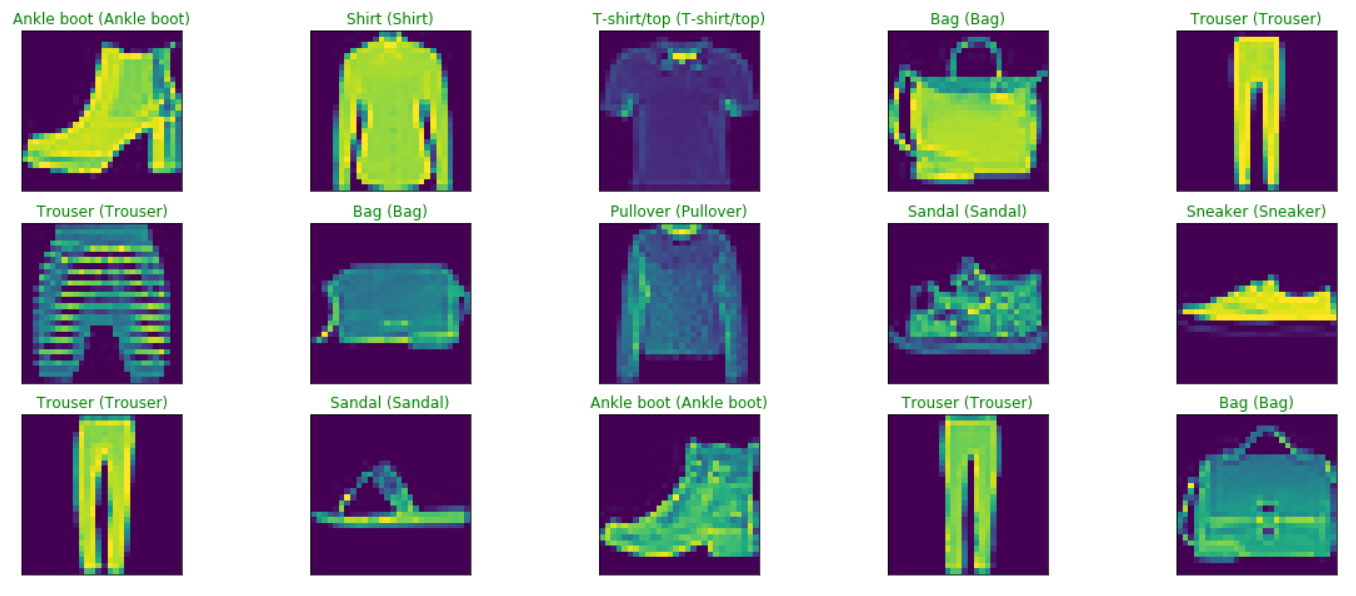 Ankle boot (Ankle boot)
Shirt (Shirt)
T-shirt/top (T-shirt/top)
Bag (Bag)
Trouser (Trouser)
Trouser (Trouser)
Bag (Bag)
Pullover (Pullover)
Sandal (Sandal)
Sneaker (Sneaker)
Trouser (Trouser)
Sandal (Sandal)
Ankle boot (Ankle boot)
Trouser (Trouser)
Bag (Bag)